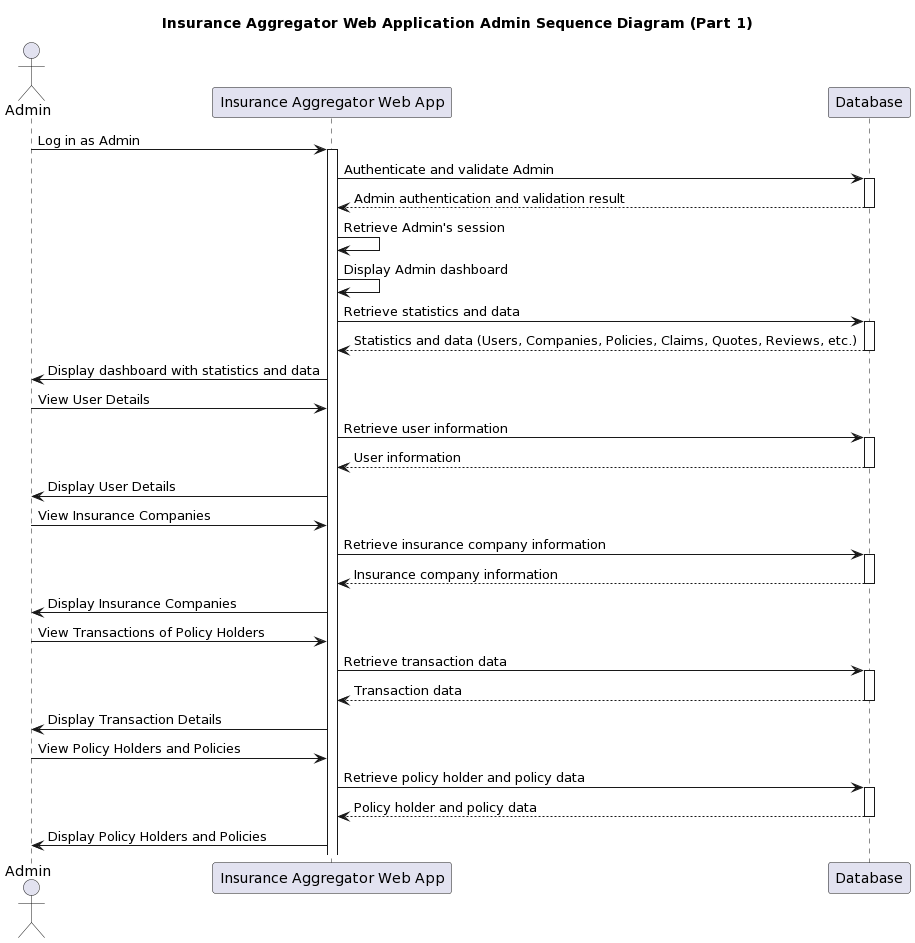 Insurance Aggregator Web Application Admin Sequence Diagram (Part 1)
Admin
Insurance Aggregator Web App
Database
Log in as Admin
Authenticate and validate Admin
Admin authentication and validation result
Retrieve Admin's session
Display Admin dashboard
Retrieve statistics and data
Statistics and data (Users, Companies, Policies, Claims, Quotes, Reviews, etc.)
Display dashboard with statistics and data
View User Details
Retrieve user information
User information
Display User Details
View Insurance Companies
Retrieve insurance company information
Insurance company information
Display Insurance Companies
View Transactions of Policy Holders
Retrieve transaction data
Transaction data
Display Transaction Details
View Policy Holders and Policies
Retrieve policy holder and policy data
Policy holder and policy data
Display Policy Holders and Policies
Admin
Insurance Aggregator Web App
Database